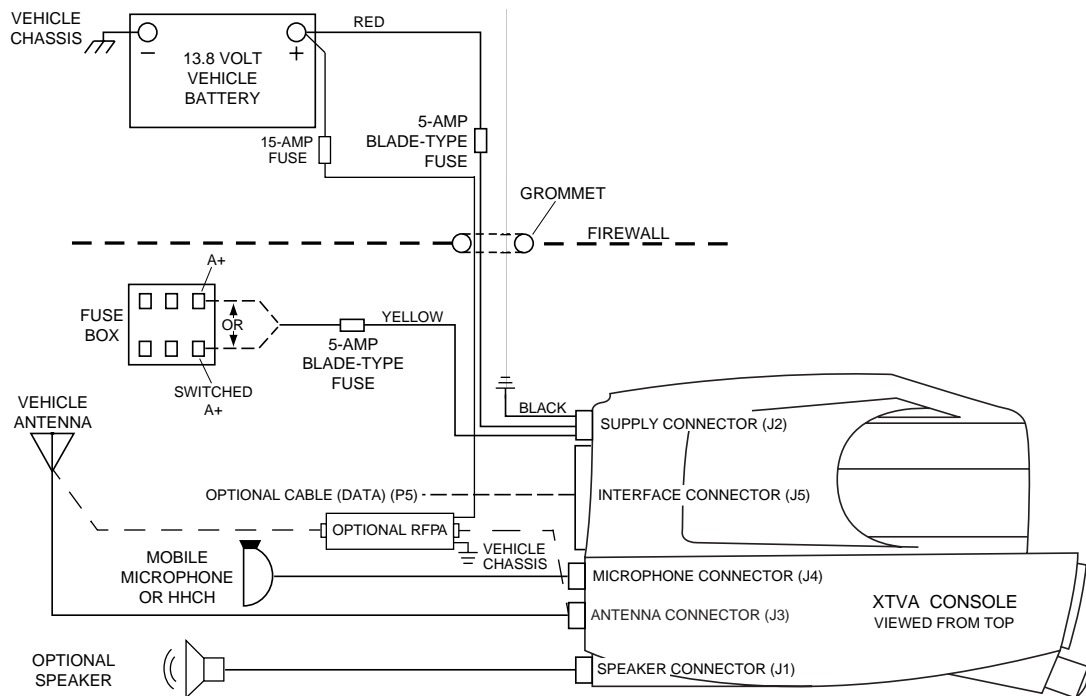 VEHICLE
CHASSIS
RED
−
+
13.8 VOLT
VEHICLE
BATTERY
15-AMP
FUSE
5-AMP
BLADE-TYPE
FUSE
GROMMET
FIREWALL
A+
FUSE
BOX
OR
YELLOW
5-AMP
BLADE-TYPE
FUSE
SWITCHED
A+
VEHICLE
ANTENNA
BLACK
SUPPLY CONNECTOR (J2)
OPTIONAL CABLE (DATA) (P5)
INTERFACE CONNECTOR (J5)
OPTIONAL RFPA
VEHICLE
CHASSIS
MOBILE
MICROPHONE
OR HHCH
MICROPHONE CONNECTOR (J4)
ANTENNA CONNECTOR (J3)
XTVA CONSOLE
VIEWED FROM TOP
OPTIONAL
SPEAKER
SPEAKER CONNECTOR (J1)